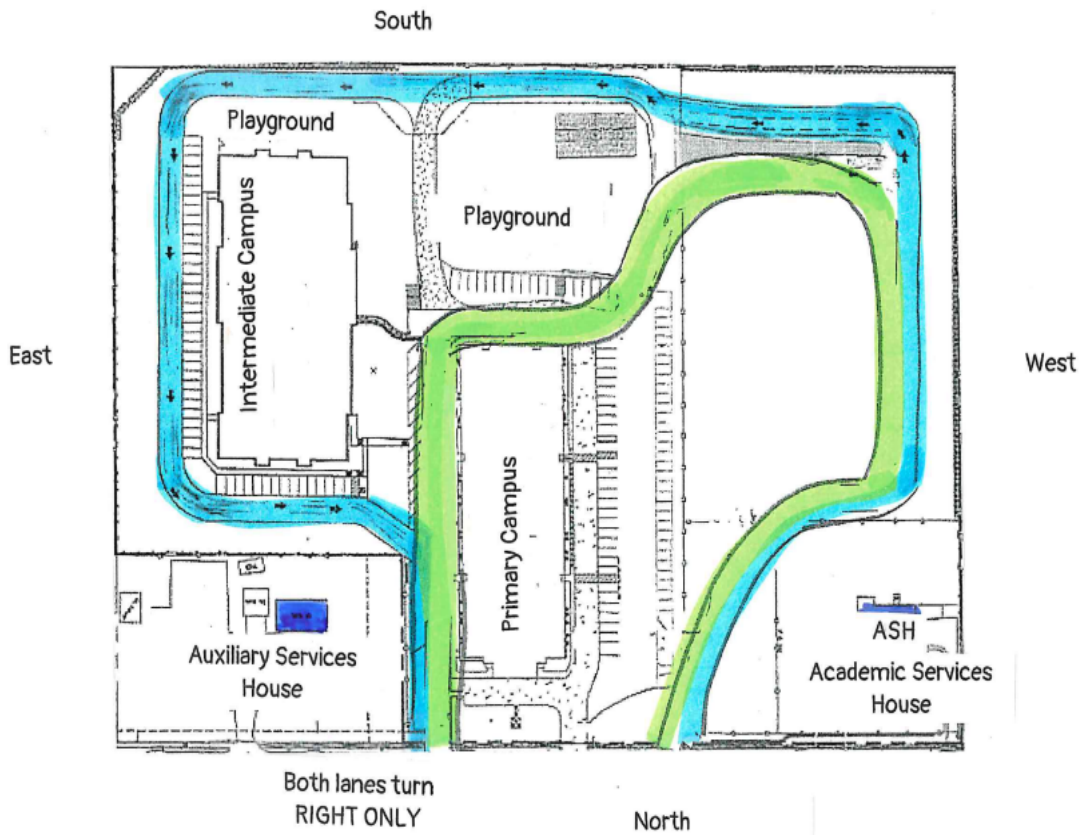 South
Playground
Intermediate Campus
Playground
East
West
Primary Campus
Auxiliary Services
House
ASH
Academic Services
House
Both lanes turn
RIGHT ONLY
North